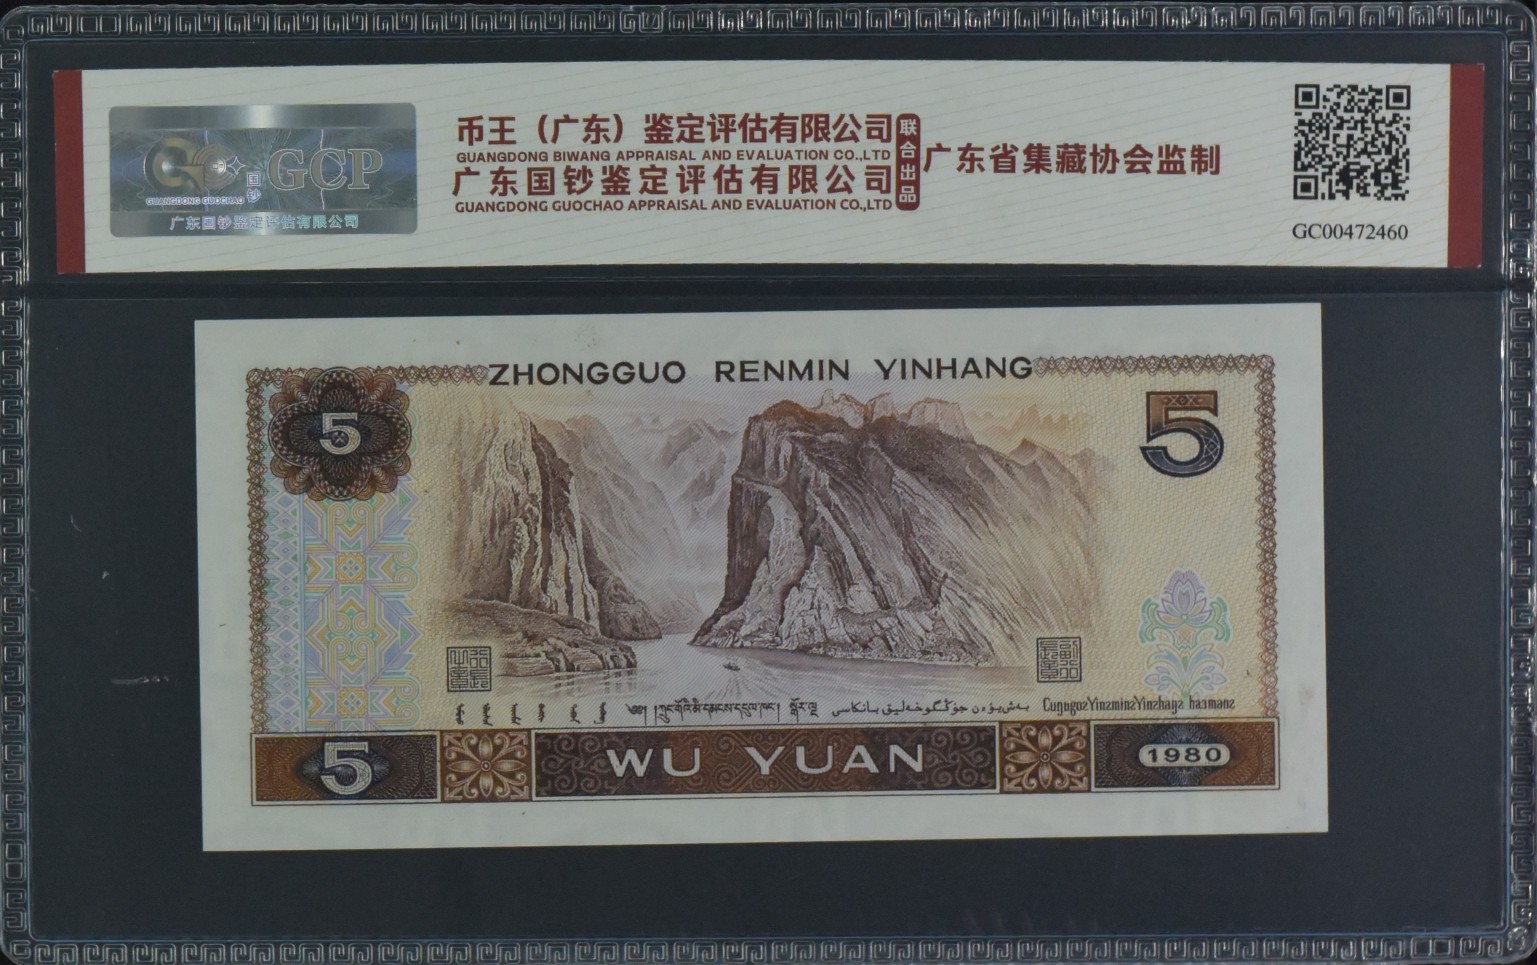 币王（广东）鉴定评估有限公司
GUANGDONG BIWANG APPRAISAL AND EVALUATION CO.,LTD
广东国钞鉴定评估有限公司
GUANGDONG GUOCHAO APPRAISAL AND EVALUATION CO.,LTD
联合出品
广东省集藏协会监制
GCP
国钞
GUANGDONG GUOCHAO
广东国钞鉴定评估有限公司
GC00472460
ZHONGGUO RENMIN YINHANG
5
5
5
WU YUAN
1980